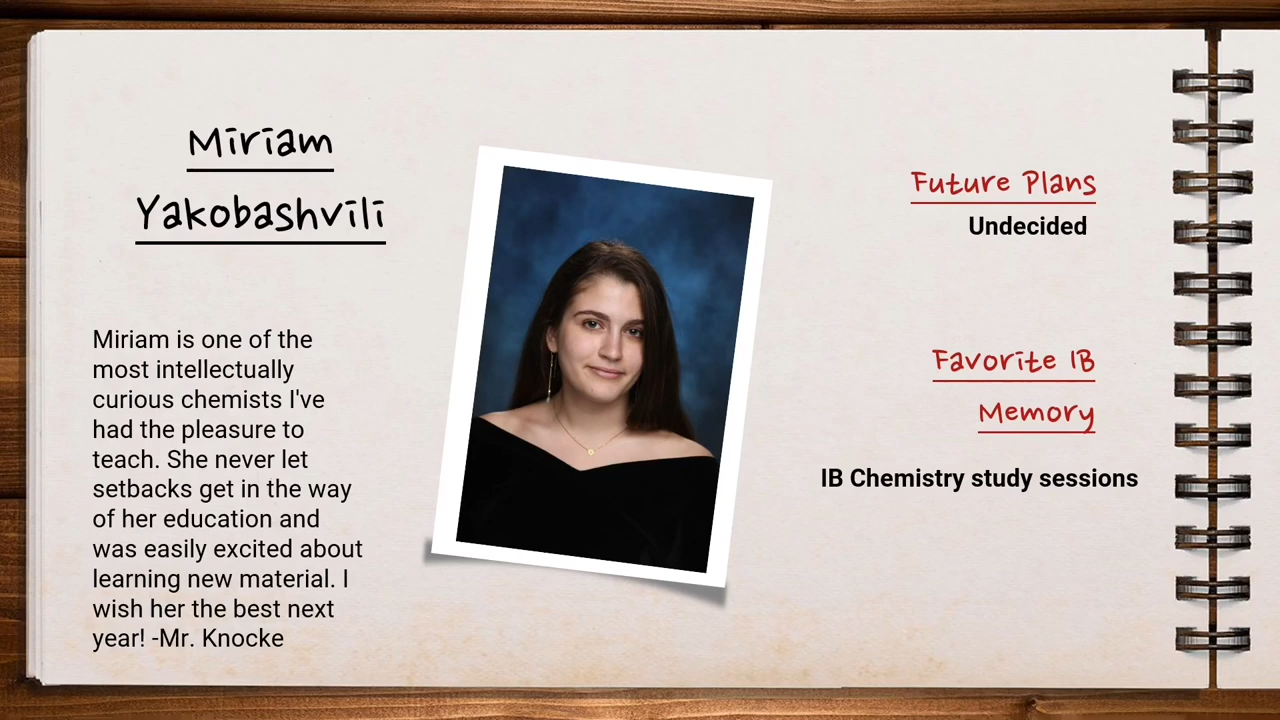 Miriam
Yakobashvili
Miriam is one of the
most intellectually
curious chemists I've
had the pleasure to
teach. She never let
setbacks get in the way
of her education and
was easily excited about
learning new material. I
wish her the best next
year! -Mr. Knocke
Future Plans
Undecided
Favorite IB
Memory
IB Chemistry study sessions